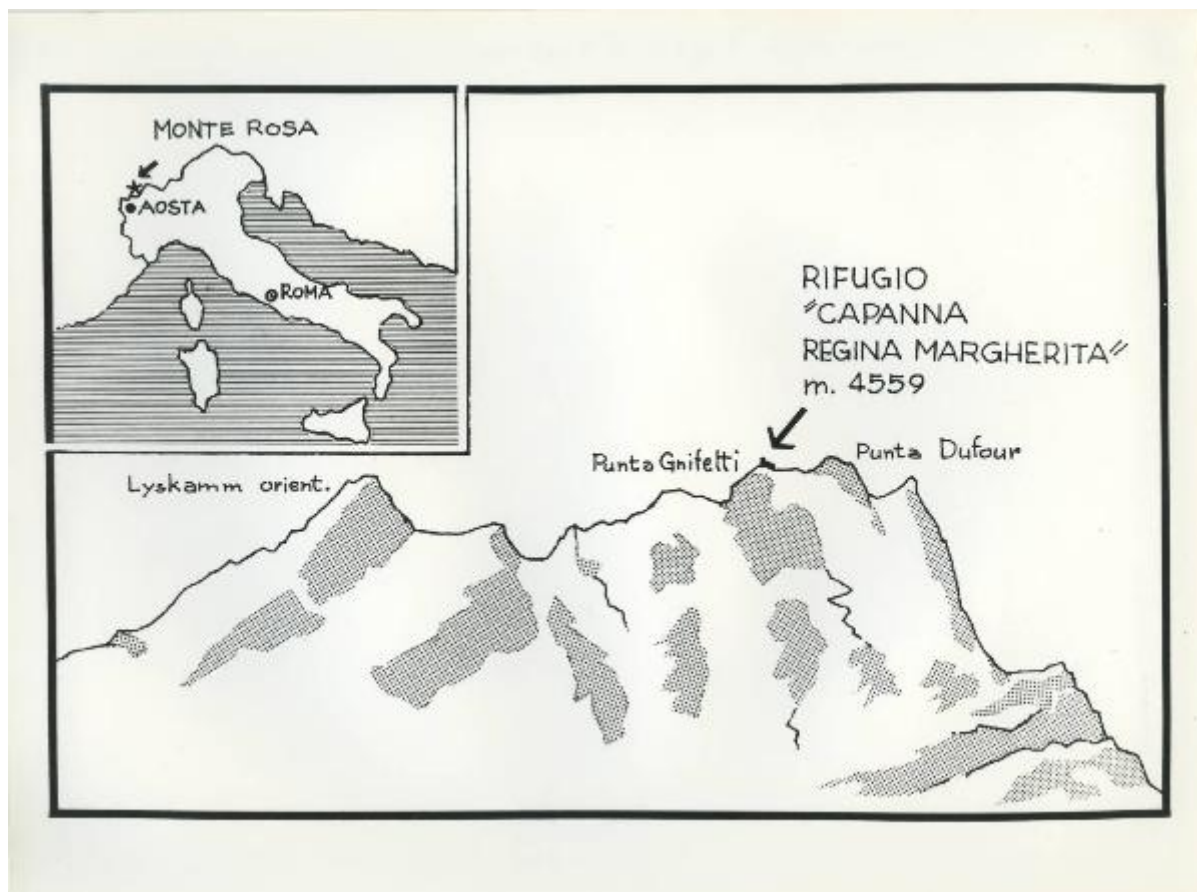 MONTE ROSA
AOSTA
ROMA
RIFUGIO
"CAPANNA
REGINA MARGHERITA"
m. 4559
Lyskamm orient.
Punta Gnifetti
Punta Dufour